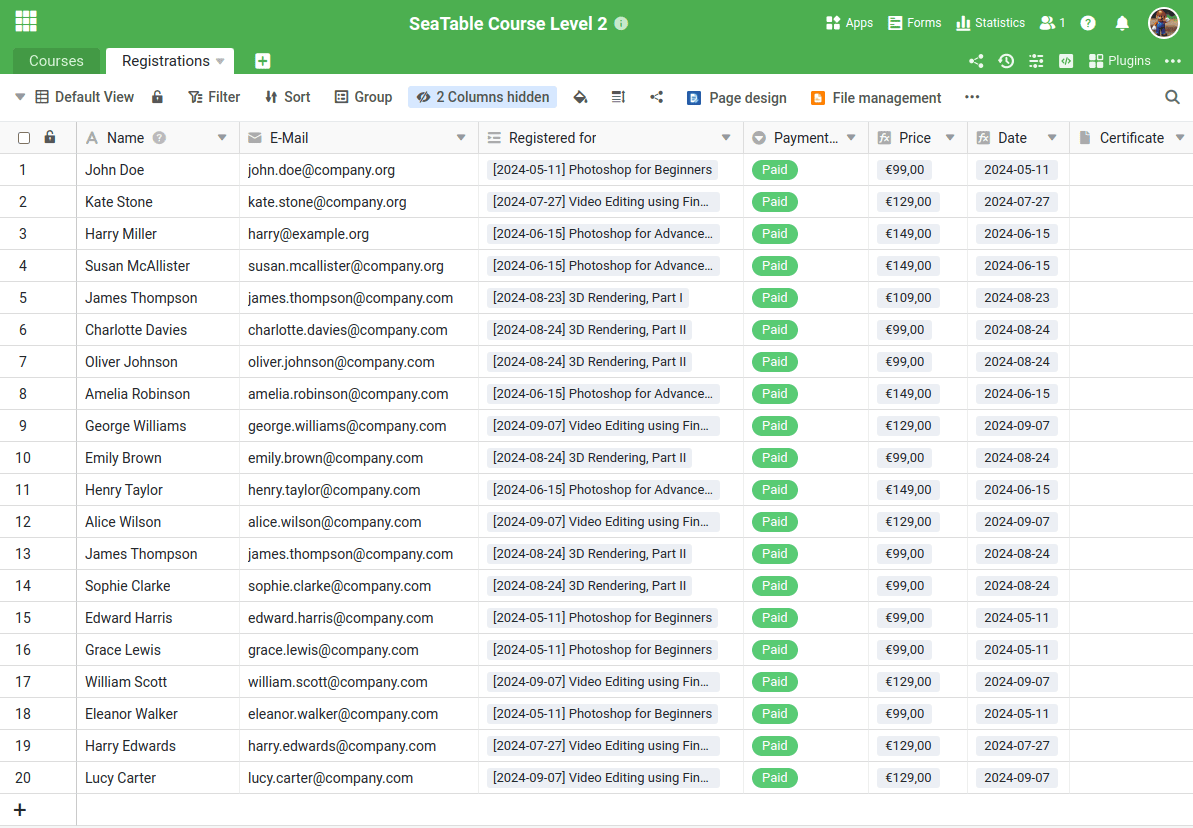 SeaTable Course Level 2
Apps Forms Statistics 1
Courses Registrations Plugins
Default View Filter Sort Group 2 Columns hidden Page design File management
Name E-Mail Registered for Payment… Price Date Certificate
1 John Doe john.doe@company.org [2024-05-11] Photoshop for Beginners Paid €99,00 2024-05-11
2 Kate Stone kate.stone@company.org [2024-07-27] Video Editing using Fin… Paid €129,00 2024-07-27
3 Harry Miller harry@example.org [2024-06-15] Photoshop for Advance… Paid €149,00 2024-06-15
4 Susan McAllister susan.mcallister@company.org [2024-06-15] Photoshop for Advance… Paid €149,00 2024-06-15
5 James Thompson james.thompson@company.com [2024-08-23] 3D Rendering, Part I Paid €109,00 2024-08-23
6 Charlotte Davies charlotte.davies@company.com [2024-08-24] 3D Rendering, Part II Paid €99,00 2024-08-24
7 Oliver Johnson oliver.johnson@company.com [2024-08-24] 3D Rendering, Part II Paid €99,00 2024-08-24
8 Amelia Robinson amelia.robinson@company.com [2024-06-15] Photoshop for Advance… Paid €149,00 2024-06-15
9 George Williams george.williams@company.com [2024-09-07] Video Editing using Fin… Paid €129,00 2024-09-07
10 Emily Brown emily.brown@company.com [2024-08-24] 3D Rendering, Part II Paid €99,00 2024-08-24
11 Henry Taylor henry.taylor@company.com [2024-06-15] Photoshop for Advance… Paid €149,00 2024-06-15
12 Alice Wilson alice.wilson@company.com [2024-09-07] Video Editing using Fin… Paid €129,00 2024-09-07
13 James Thompson james.thompson@company.com [2024-08-24] 3D Rendering, Part II Paid €99,00 2024-08-24
14 Sophie Clarke sophie.clarke@company.com [2024-08-24] 3D Rendering, Part II Paid €99,00 2024-08-24
15 Edward Harris edward.harris@company.com [2024-05-11] Photoshop for Beginners Paid €99,00 2024-05-11
16 Grace Lewis grace.lewis@company.com [2024-05-11] Photoshop for Beginners Paid €99,00 2024-05-11
17 William Scott william.scott@company.com [2024-09-07] Video Editing using Fin… Paid €129,00 2024-09-07
18 Eleanor Walker eleanor.walker@company.com [2024-05-11] Photoshop for Beginners Paid €99,00 2024-05-11
19 Harry Edwards harry.edwards@company.com [2024-07-27] Video Editing using Fin… Paid €129,00 2024-07-27
20 Lucy Carter lucy.carter@company.com [2024-09-07] Video Editing using Fin… Paid €129,00 2024-09-07